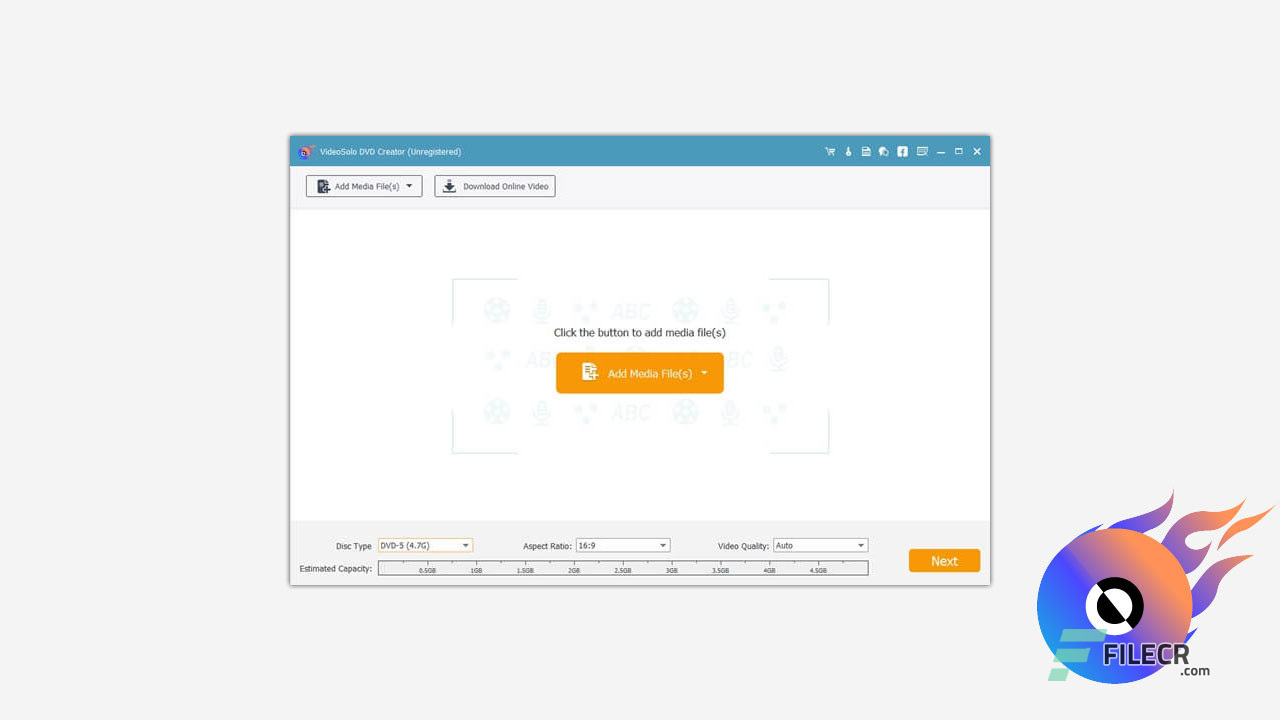 VideoSolo DVD Creator (Unregistered)
Add Media File(s)
Download Online Video
ABC
Click the button to add media file(s)
AB
BC
Add Media File(s)
ABC
Disc Type
DVD-5 (4.7G)
Aspect Ratio:
16:9
Video Quality:
Auto
Next
Estimated Capacity:
0.5GB
1GB
1.5GB
2GB
2.5GB
3GB
3.5GB
4GB
4.5GB
FILECR
.com